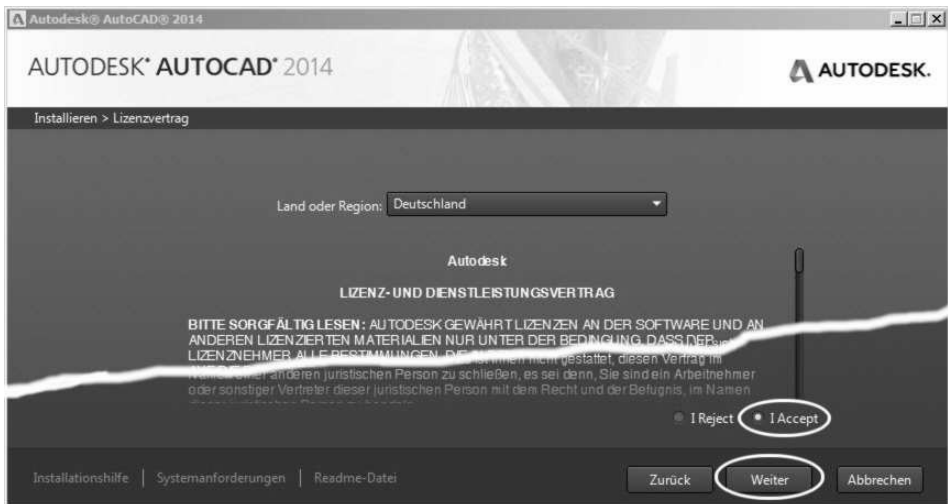 Autodesk® AutoCAD® 2014
AUTODESK® AUTOCAD® 2014
AUTODESK.
Installieren > Lizenzvertrag
Land oder Region: Deutschland
Autodesk
LIZENZ- UND DIENSTLEISTUNGSVERTRAG
BITTE SORGFÄLTIG LESEN: AUTODESK GEWÄHRT LIZENZEN AN DER SOFTWARE UND AN
ANDEREN LIZENZIERTEN MATERIALIEN NUR UNTER DER BEDINGUNG, DASS DER
LIZENZNEHMER ALLE BESTIMMUNGEN, nicht gestattet, diesen Vertrag im
anderen juristischen Person zu schließen, es sei denn, Sie sind ein Arbeitnehmer
oder sonstiger Vertreter dieser juristischen Person mit dem Recht und der Befugnis, im Namen
I Reject I Accept
Installationshilfe | Systemanforderungen | Readme-Datei
Zurück Weiter Abbrechen